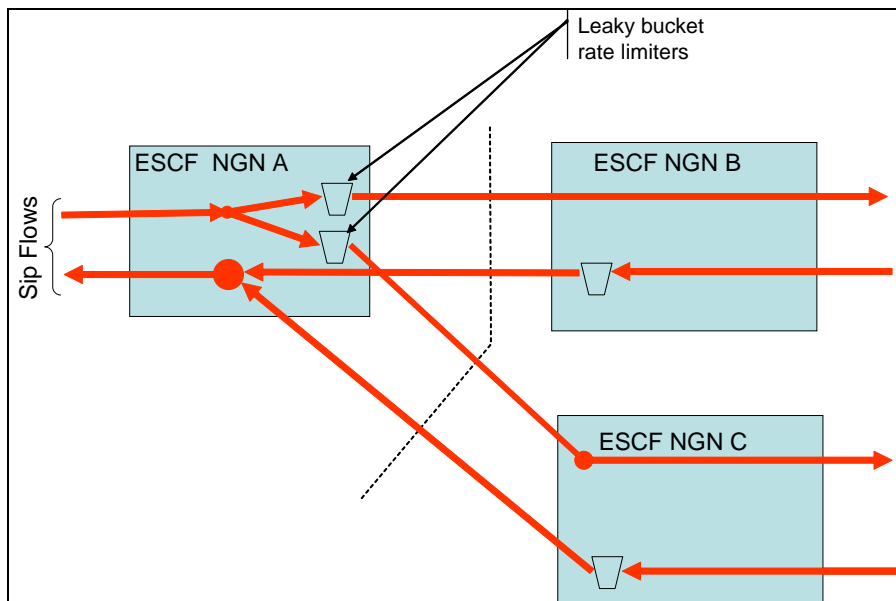 Leaky bucket
rate limiters
ESCF  NGN A
ESCF NGN B
Sip Flows
ESCF NGN C